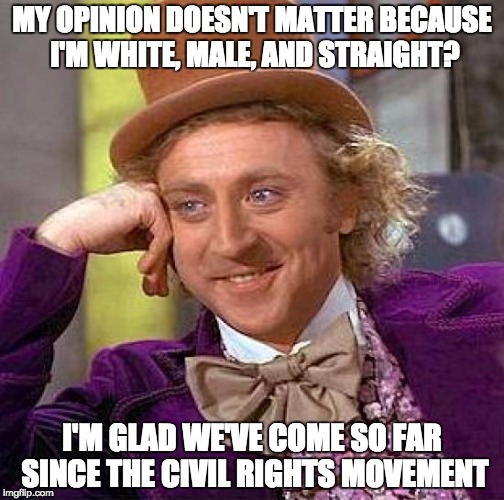 MY OPINION DOESN'T MATTER BECAUSE
I'M WHITE, MALE, AND STRAIGHT?
I'M GLAD WE'VE COME SO FAR
SINCE THE CIVIL RIGHTS MOVEMENT
imgflip.com